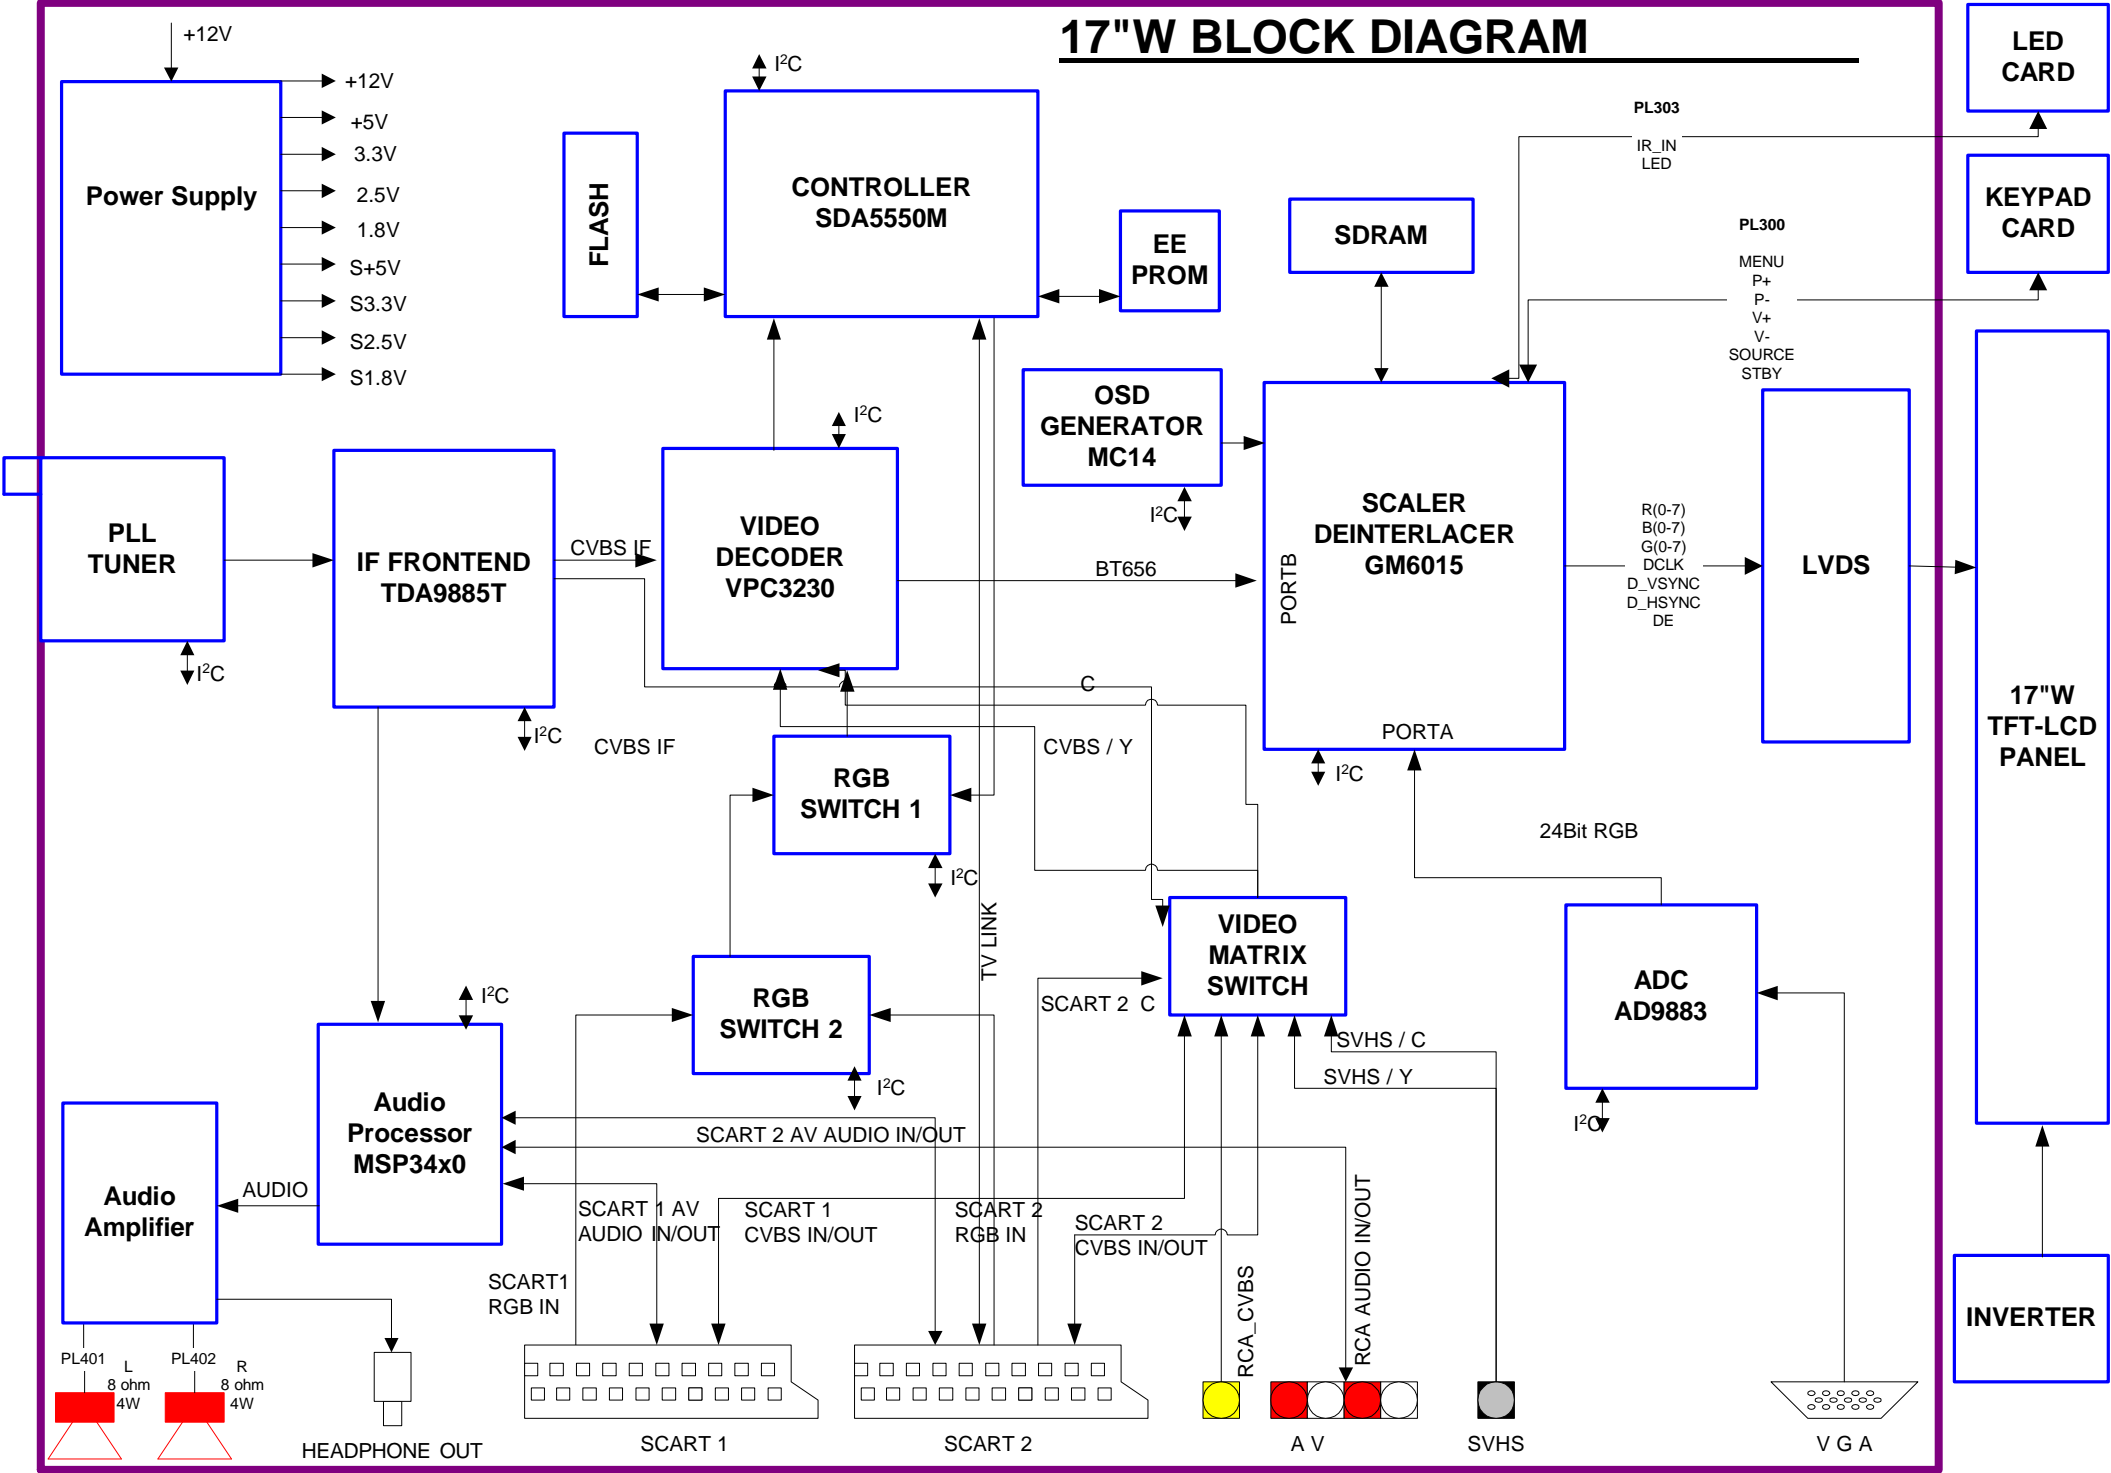 17"W BLOCK DIAGRAM
+12V
Power Supply
+12V
+5V
3.3V
2.5V
1.8V
S+5V
S3.3V
S2.5V
S1.8V
I²C
CONTROLLER
SDA5550M
FLASH
EE
PROM
SDRAM
PL303
IR_IN
LED
LED
CARD
PL300
MENU
P+
P-
V+
V-
SOURCE
STBY
KEYPAD
CARD
PLL
TUNER
I²C
IF FRONTEND
TDA9885T
I²C
CVBS IF
CVBS IF
I²C
VIDEO
DECODER
VPC3230
OSD
GENERATOR
MC14
I²C
BT656
PORTB
SCALER
DEINTERLACER
GM6015
PORTA
I²C
R(0-7)
B(0-7)
G(0-7)
DCLK
D_VSYNC
D_HSYNC
DE
LVDS
17"W
TFT-LCD
PANEL
C
CVBS / Y
RGB
SWITCH 1
I²C
24Bit RGB
TV LINK
VIDEO
MATRIX
SWITCH
SCART 2 C
ADC
AD9883
I²C
RGB
SWITCH 2
I²C
I²C
Audio
Processor
MSP34x0
SVHS / C
SVHS / Y
SCART 2 AV AUDIO IN/OUT
AUDIO
Audio
Amplifier
SCART 1 AV
AUDIO IN/OUT
SCART 1
CVBS IN/OUT
SCART 2
RGB IN
SCART 2
CVBS IN/OUT
SCART1
RGB IN
RCA_CVBS
RCA AUDIO IN/OUT
INVERTER
PL401
L
8 ohm
4W
PL402
R
8 ohm
4W
HEADPHONE OUT
SCART 1
SCART 2
A V
SVHS
V G A